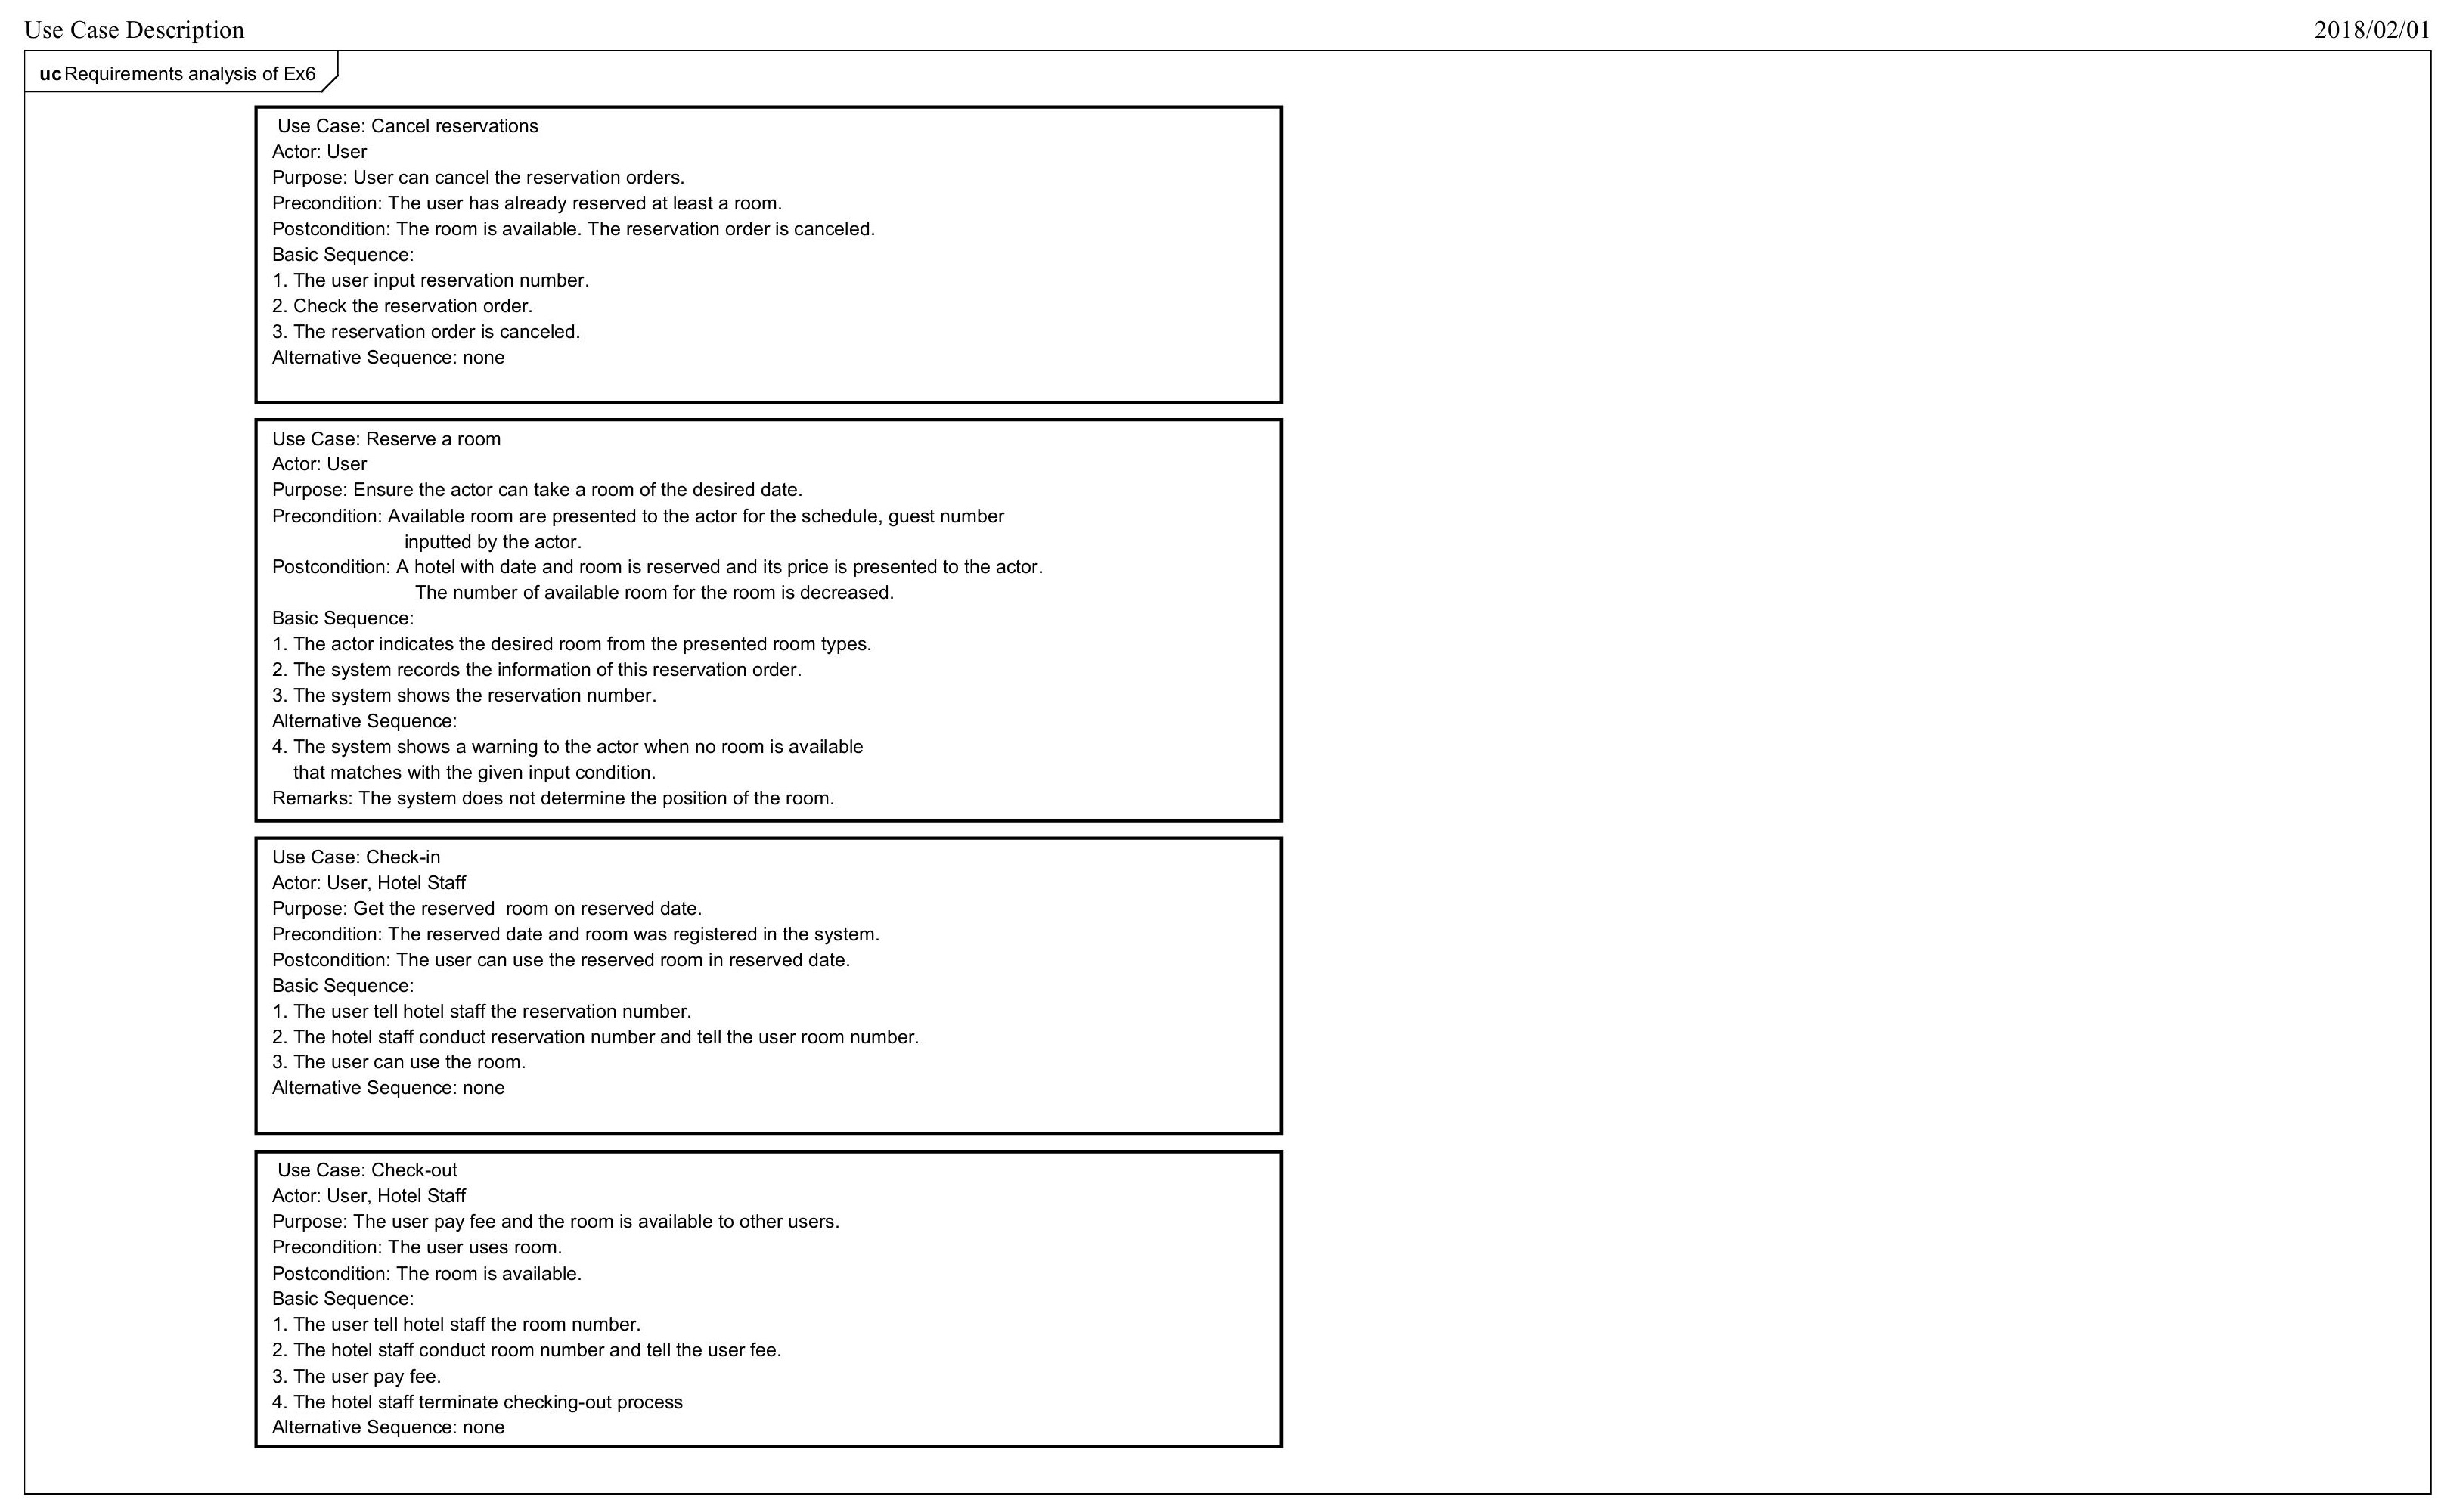 Use Case Description
2018/02/01
uc Requirements analysis of Ex6
Use Case: Cancel reservations
Actor: User
Purpose: User can cancel the reservation orders.
Precondition: The user has already reserved at least a room.
Postcondition: The room is available. The reservation order is canceled.
Basic Sequence:
1. The user input reservation number.
2. Check the reservation order.
3. The reservation order is canceled.
Alternative Sequence: none
Use Case: Reserve a room
Actor: User
Purpose: Ensure the actor can take a room of the desired date.
Precondition: Available room are presented to the actor for the schedule, guest number
inputted by the actor.
Postcondition: A hotel with date and room is reserved and its price is presented to the actor.
The number of available room for the room is decreased.
Basic Sequence:
1. The actor indicates the desired room from the presented room types.
2. The system records the information of this reservation order.
3. The system shows the reservation number.
Alternative Sequence:
4. The system shows a warning to the actor when no room is available
that matches with the given input condition.
Remarks: The system does not determine the position of the room.
Use Case: Check-in
Actor: User, Hotel Staff
Purpose: Get the reserved  room on reserved date.
Precondition: The reserved date and room was registered in the system.
Postcondition: The user can use the reserved room in reserved date.
Basic Sequence:
1. The user tell hotel staff the reservation number.
2. The hotel staff conduct reservation number and tell the user room number.
3. The user can use the room.
Alternative Sequence: none
Use Case: Check-out
Actor: User, Hotel Staff
Purpose: The user pay fee and the room is available to other users.
Precondition: The user uses room.
Postcondition: The room is available.
Basic Sequence:
1. The user tell hotel staff the room number.
2. The hotel staff conduct room number and tell the user fee.
3. The user pay fee.
4. The hotel staff terminate checking-out process
Alternative Sequence: none